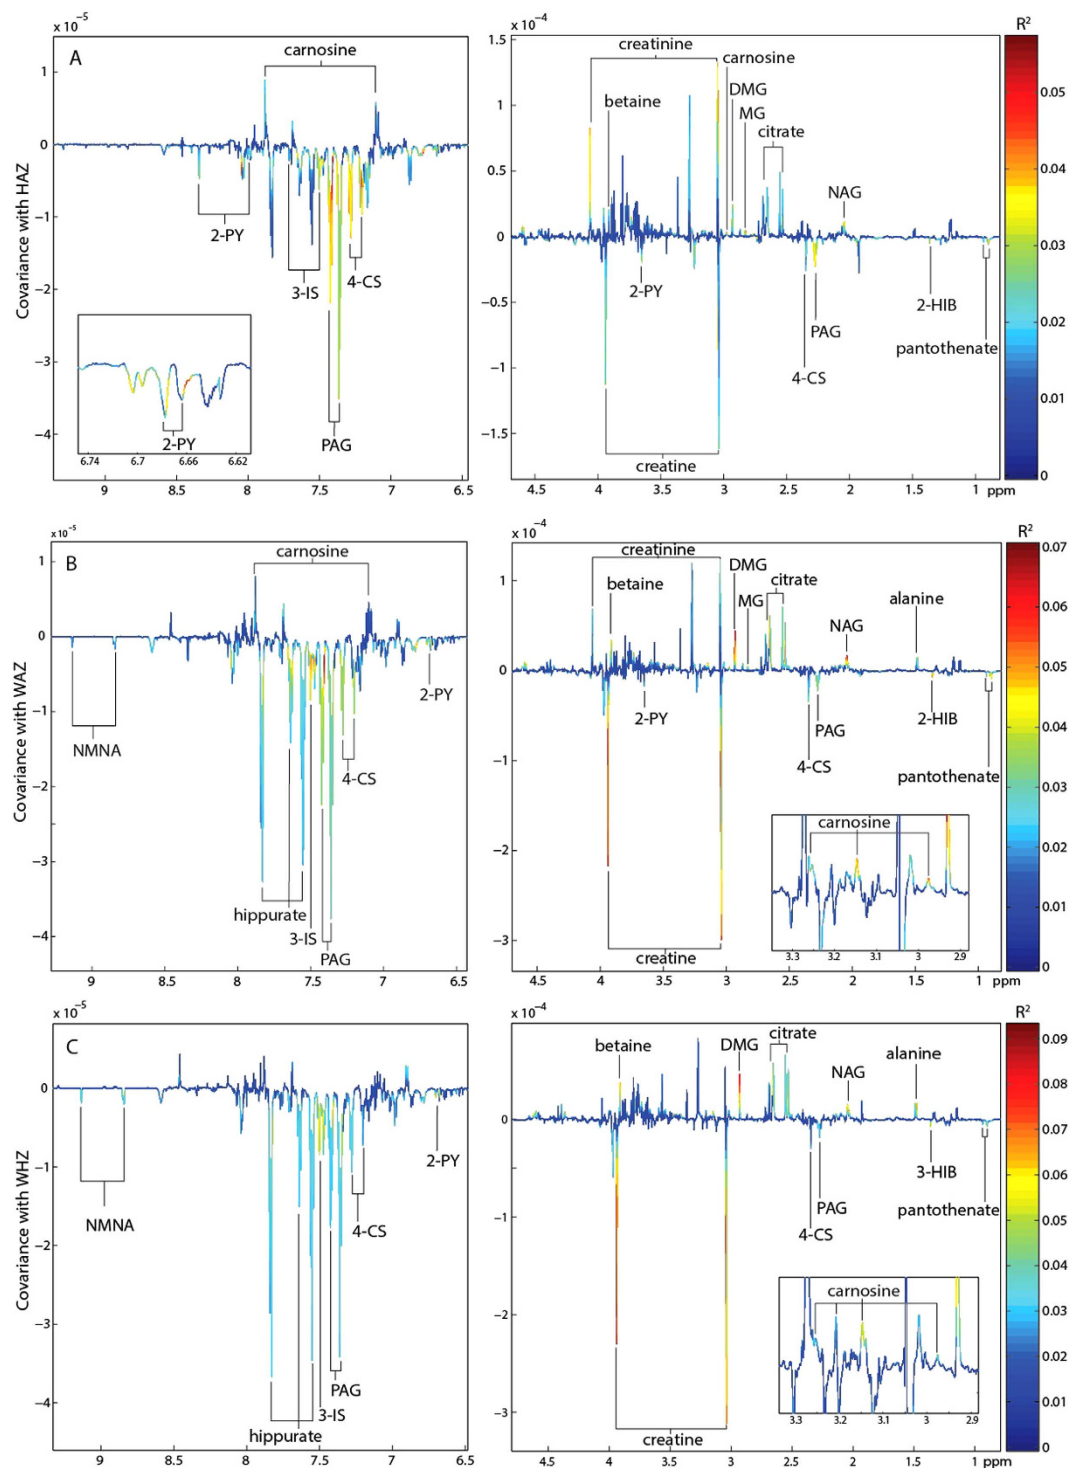 x 10⁻⁵
A
carnosine
Covariance with HAZ
1
0
−1
−2
−3
−4
2-PY
3-IS
4-CS
PAG
2-PY
6.74 6.7 6.66 6.62
9 8.5 8 7.5 7 6.5
x 10⁻⁴
1.5
1
0.5
0
−0.5
−1
−1.5
creatinine
carnosine
betaine
DMG
MG
citrate
NAG
2-PY
PAG
4-CS
2-HIB
pantothenate
creatine
4.5 4 3.5 3 2.5 2 1.5 1 ppm
R²
0.05
0.04
0.03
0.02
0.01
0
x 10⁻⁵
B
carnosine
Covariance with WAZ
1
0
−1
−2
−3
−4
NMNA
2-PY
4-CS
hippurate
3-IS
PAG
9 8.5 8 7.5 7 6.5
x 10⁻⁴
1
0
−1
−2
−3
creatinine
DMG
betaine
MG
citrate
alanine
NAG
2-PY
PAG
4-CS
2-HIB
pantothenate
carnosine
3.3 3.2 3.1 3 2.9
creatine
4.5 4 3.5 3 2.5 2 1.5 1 ppm
R²
0.07
0.06
0.05
0.04
0.03
0.02
0.01
0
x 10⁻⁵
C
Covariance with WHZ
0
−1
−2
−3
−4
NMNA
2-PY
4-CS
PAG
3-IS
hippurate
9 8.5 8 7.5 7 6.5
x 10⁻⁴
0
−1
−2
−3
betaine
DMG
citrate
alanine
NAG
PAG
4-CS
3-HIB
pantothenate
carnosine
3.3 3.2 3.1 3 2.9
creatine
4.5 4 3.5 3 2.5 2 1.5 1 ppm
R²
0.09
0.08
0.07
0.06
0.05
0.04
0.03
0.02
0.01
0